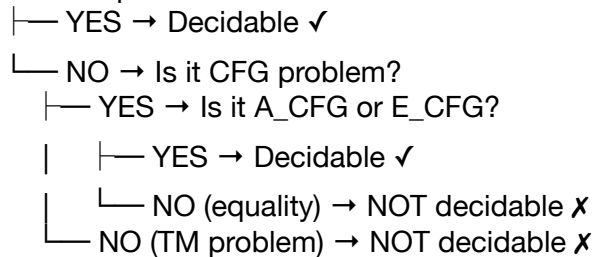 ├── YES → Decidable ✓
└── NO → Is it CFG problem?
├── YES → Is it A_CFG or E_CFG?
│ ├── YES → Decidable ✓
│ └── NO (equality) → NOT decidable ✗
└── NO (TM problem) → NOT decidable ✗